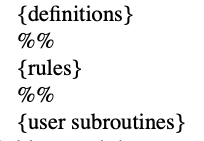 {definitions}
%%
{rules}
%%
{user subroutines}